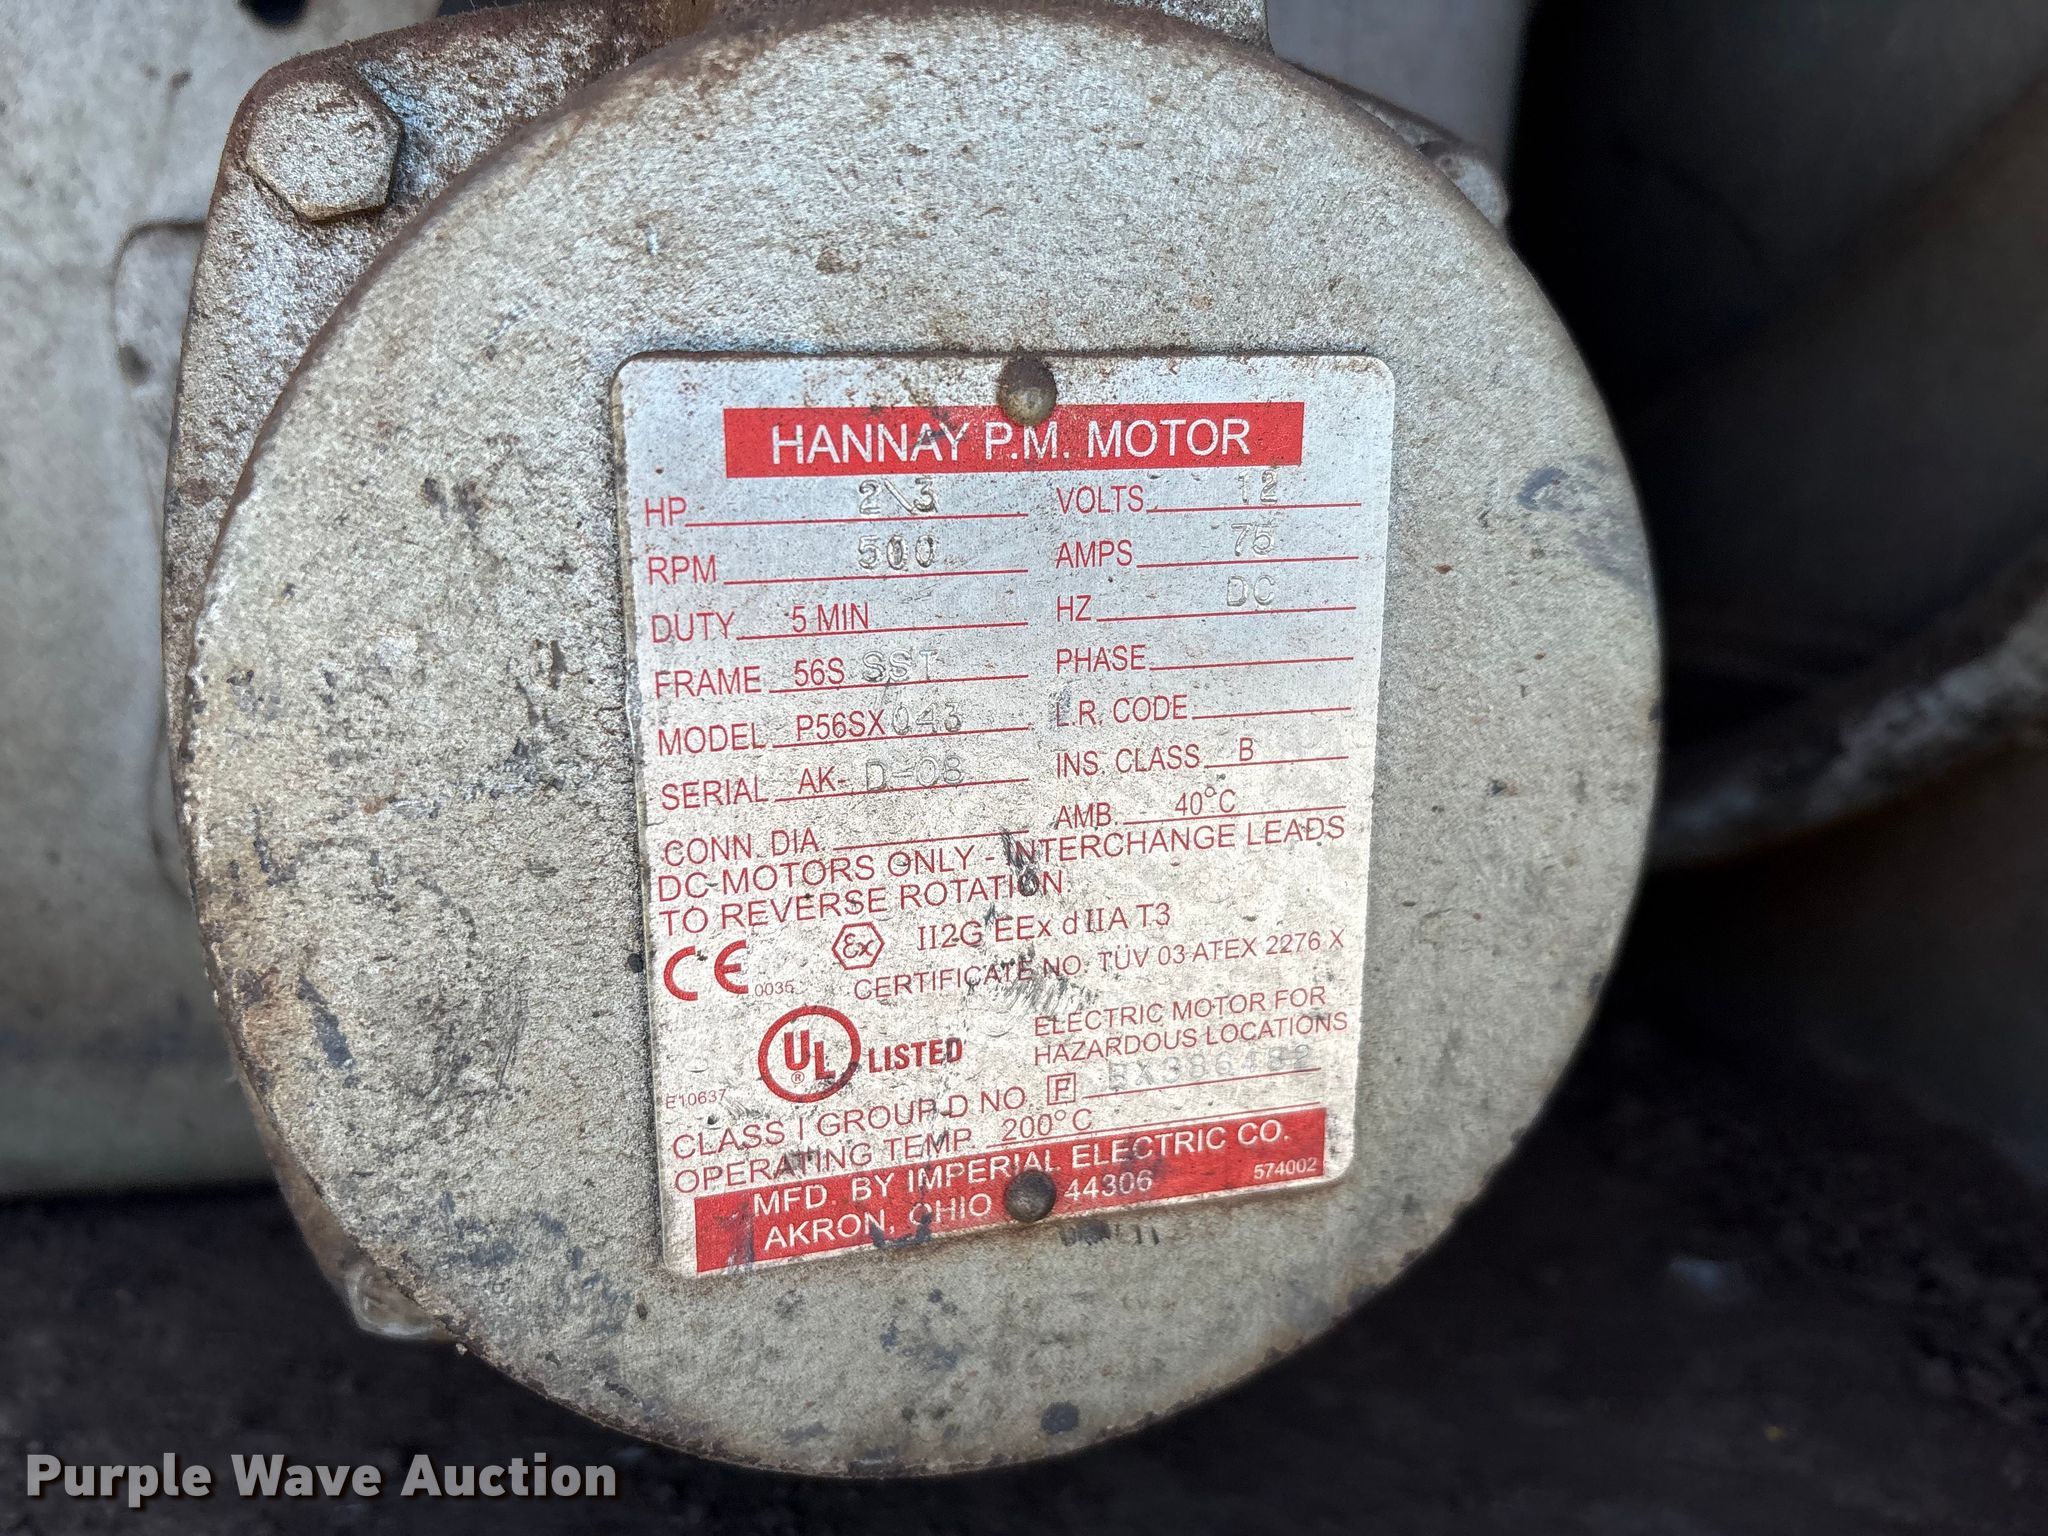 HANNAY P.M. MOTOR
HP 2\3 VOLTS 12
RPM 500 AMPS 75
DUTY 5 MIN HZ DC
FRAME 56S SST PHASE
MODEL P56SX 043 L.R. CODE
SERIAL AK- D-08 INS. CLASS B
CONN. DIA. AMB. 40°C
DC MOTORS ONLY - INTERCHANGE LEADS
TO REVERSE ROTATION.
CE 0035 Ex II2G EEx d IIA T3
CERTIFICATE NO. TÜV 03 ATEX 2276 X
UL ® LISTED ELECTRIC MOTOR FOR
HAZARDOUS LOCATIONS
E10637
CLASS I GROUP D NO. F
OPERATING TEMP. 200°C
MFD. BY IMPERIAL ELECTRIC CO.
AKRON, OHIO 44306 574002
Purple Wave Auction